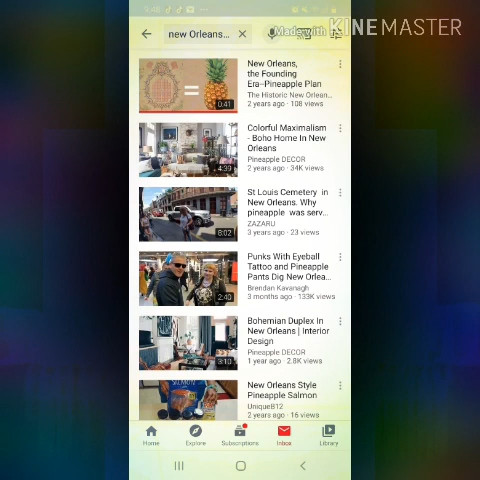 9:48
Made with KINEMASTER
new Orleans...
New Orleans,
the Founding
Era–Pineapple Plan
The Historic New Orlean...
2 years ago · 108 views
0:41
Colorful Maximalism
- Boho Home In New
Orleans
Pineapple DECOR
2 years ago · 34K views
4:39
St Louis Cemetery in
New Orleans. Why
pineapple was serv...
ZAZARU
3 years ago · 23 views
8:02
Punks With Eyeball
Tattoo and Pineapple
Pants Dig New Orlea...
Brendan Kavanagh
3 months ago · 133K views
2:40
Bohemian Duplex In
New Orleans | Interior
Design
Pineapple DECOR
1 year ago · 2.8K views
3:10
New Orleans Style
Pineapple Salmon
UniqueB12
2 years ago · 16 views
SALMON
Home Explore Subscriptions Inbox Library